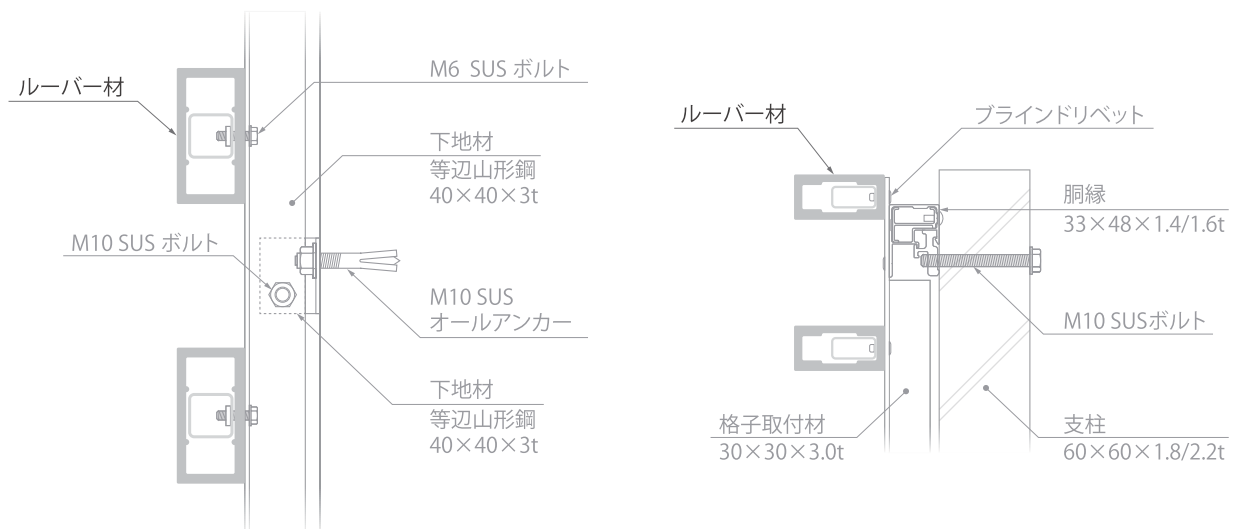 M6 SUS ボルト
ルーバー材
下地材
等辺山形鋼
40×40×3t
M10 SUS ボルト
M10 SUS
オールアンカー
下地材
等辺山形鋼
40×40×3t
ルーバー材
ブラインドリベット
胴縁
33×48×1.4/1.6t
M10 SUSボルト
格子取付材
30×30×3.0t
支柱
60×60×1.8/2.2t